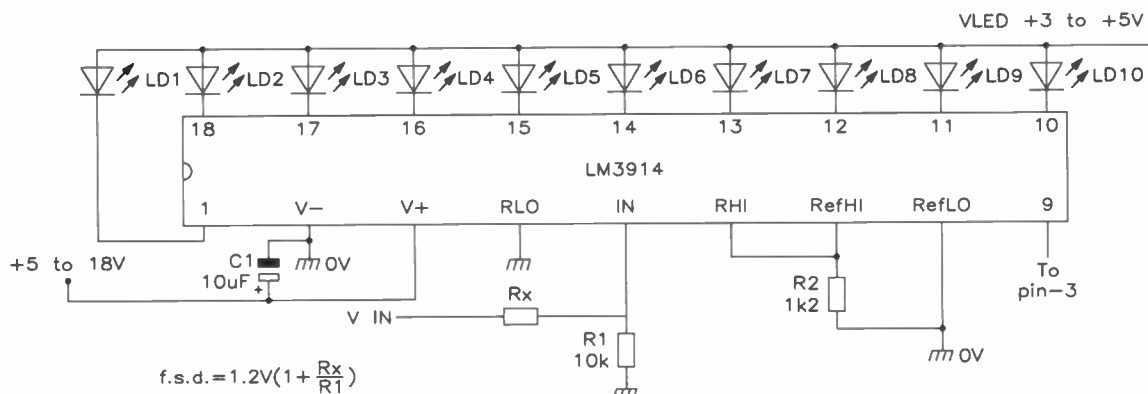 VLED +3 to +5V
LD1 LD2 LD3 LD4 LD5 LD6 LD7 LD8 LD9 LD10
18 17 16 15 14 13 12 11 10
LM3914
1 V- V+ RLO IN RHI RefHI RefLO 9
+5 to 18V
C1
10uF
+
0V
Rx
V IN
R1
10k
R2
1k2
0V
To
pin-3
f.s.d.=1.2V(1+Rx/R1)